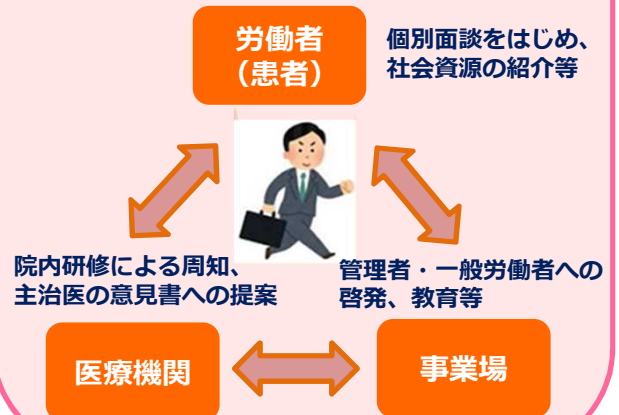 労働者
（患者）
個別面談をはじめ、
社会資源の紹介等
院内研修による周知、
主治医の意見書への提案
管理者・一般労働者への
啓発、教育等
医療機関
事業場